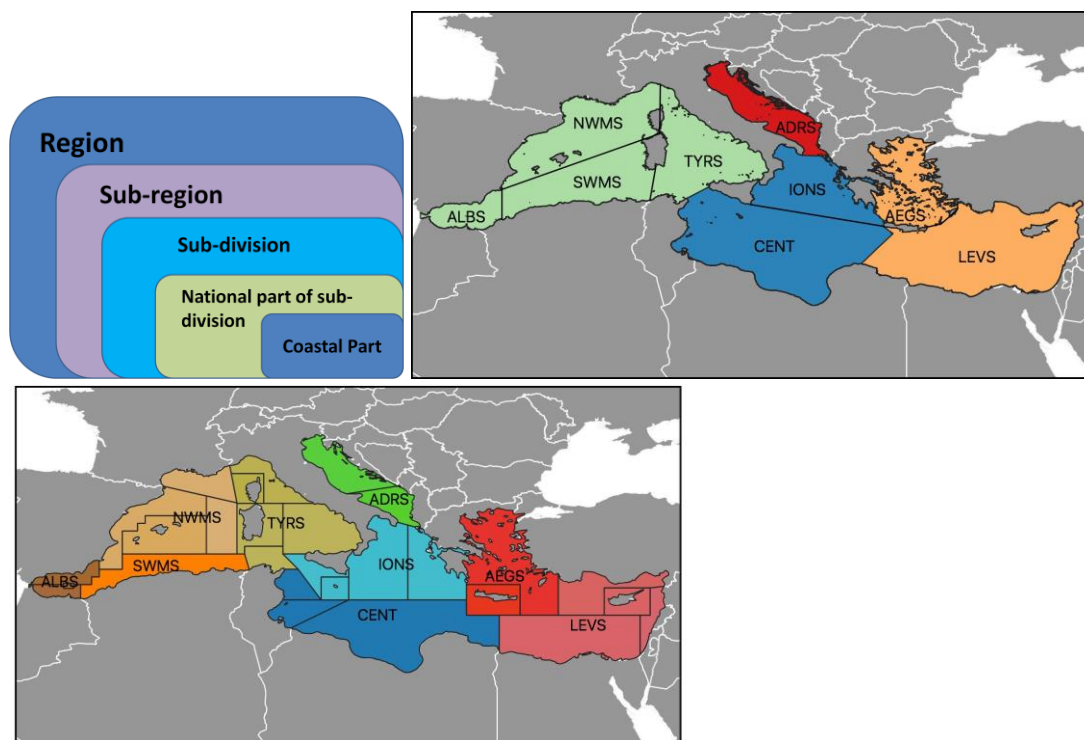 Region
Sub-region
Sub-division
National part of sub-
division
Coastal Part
NWMS
ADRS
TYRS
SWMS
IONS
ALBS
AEGS
CENT
LEVS
ADRS
NWMS
TYRS
IONS
SWMS
AEGS
ALBS
CENT
LEVS